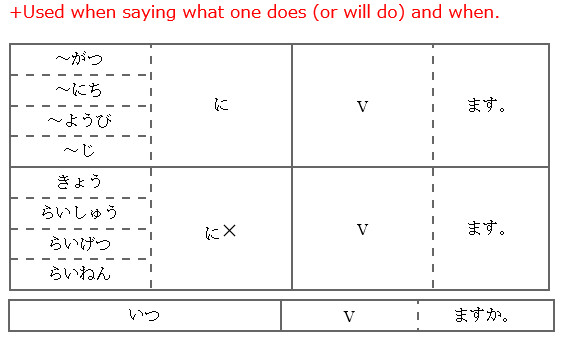 +Used when saying what one does (or will do) and when.
～がつ
～にち
～ようび
～じ
に
V
ます。
きょう
らいしゅう
らいげつ
らいねん
に×
V
ます。
いつ
V
ますか。